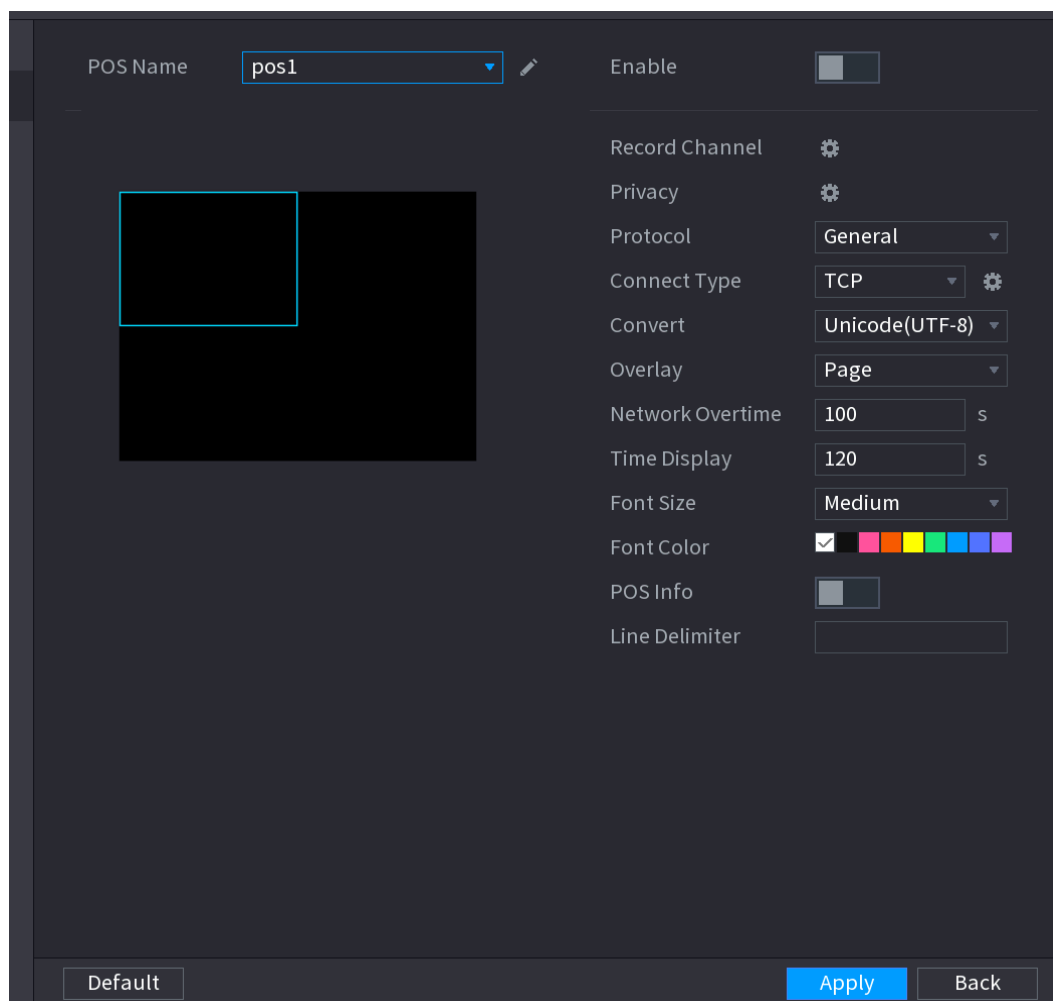 POS Name pos1 Enable
Record Channel
Privacy
Protocol General
Connect Type TCP
Convert Unicode(UTF-8)
Overlay Page
Network Overtime 100 s
Time Display 120 s
Font Size Medium
Font Color
POS Info
Line Delimiter
Default Apply Back